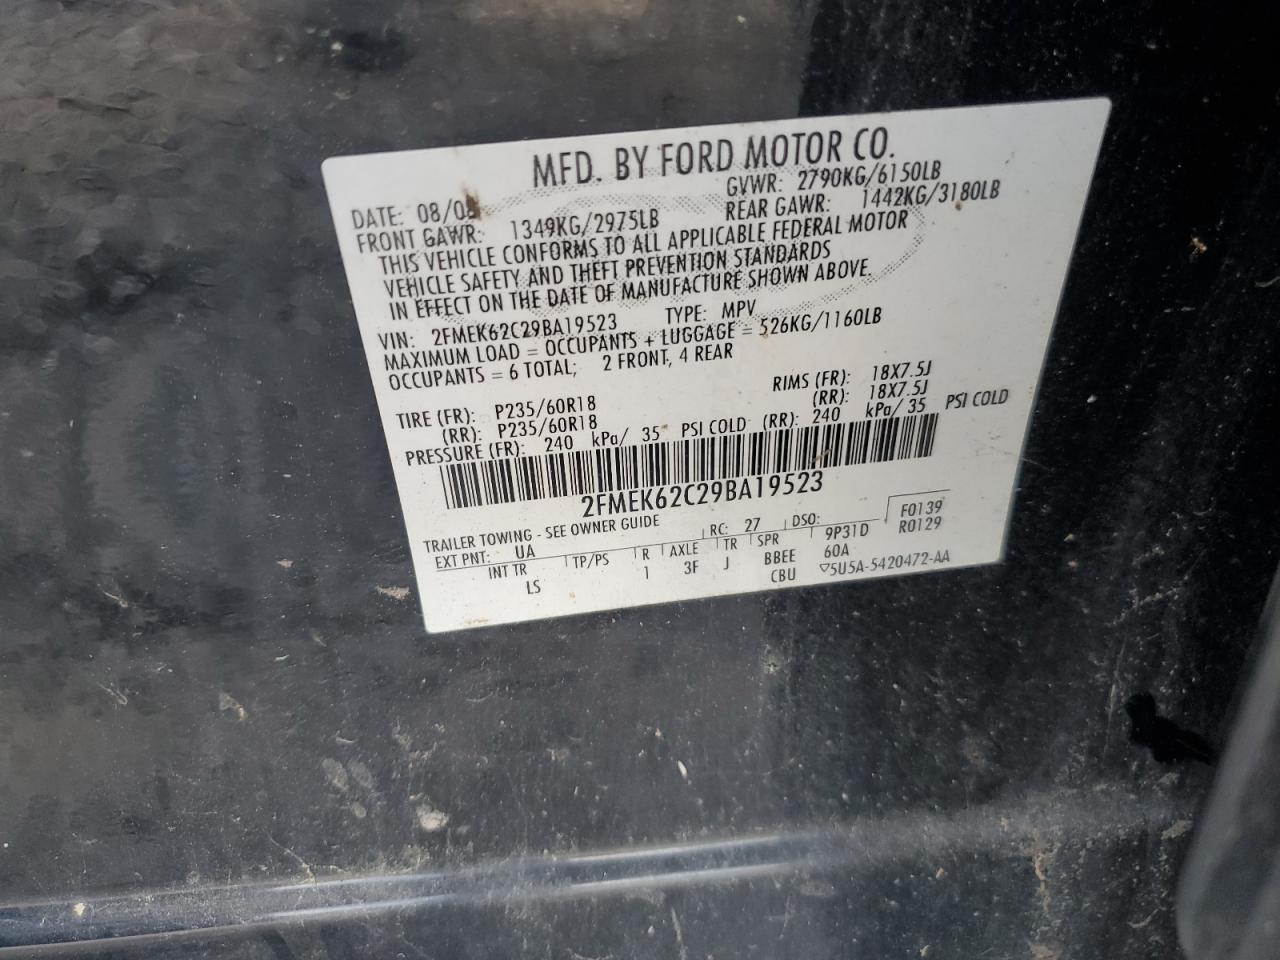 MFD. BY FORD MOTOR CO.
DATE: 08/08 GVWR: 2790KG/6150LB
FRONT GAWR: 1349KG/2975LB REAR GAWR: 1442KG/3180LB
THIS VEHICLE CONFORMS TO ALL APPLICABLE FEDERAL MOTOR
VEHICLE SAFETY AND THEFT PREVENTION STANDARDS
IN EFFECT ON THE DATE OF MANUFACTURE SHOWN ABOVE
VIN: 2FMEK62C29BA19523 TYPE: MPV
MAXIMUM LOAD = OCCUPANTS + LUGGAGE = 526KG/1160LB
OCCUPANTS = 6 TOTAL; 2 FRONT, 4 REAR
TIRE (FR): P235/60R18 RIMS (FR): 18X7.5J
(RR): P235/60R18 (RR): 18X7.5J
PRESSURE (FR): 240 kPa/ 35 PSI COLD (RR): 240 kPa/ 35 PSI COLD
2FMEK62C29BA19523
TRAILER TOWING - SEE OWNER GUIDE
EXT PNT: UA RC: 27 DSO: 9P31D F0139
R0129
INT TR TP/PS R AXLE TR SPR 60A
LS 1 3F J BBEE
CBU ▽5U5A-5420472-AA